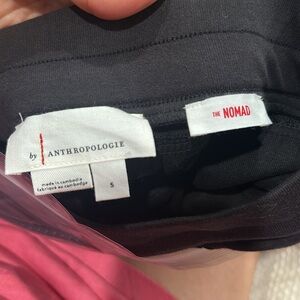 by ANTHROPOLOGIE
THE NOMAD
made in cambodia
fabriqué au cambodge
S